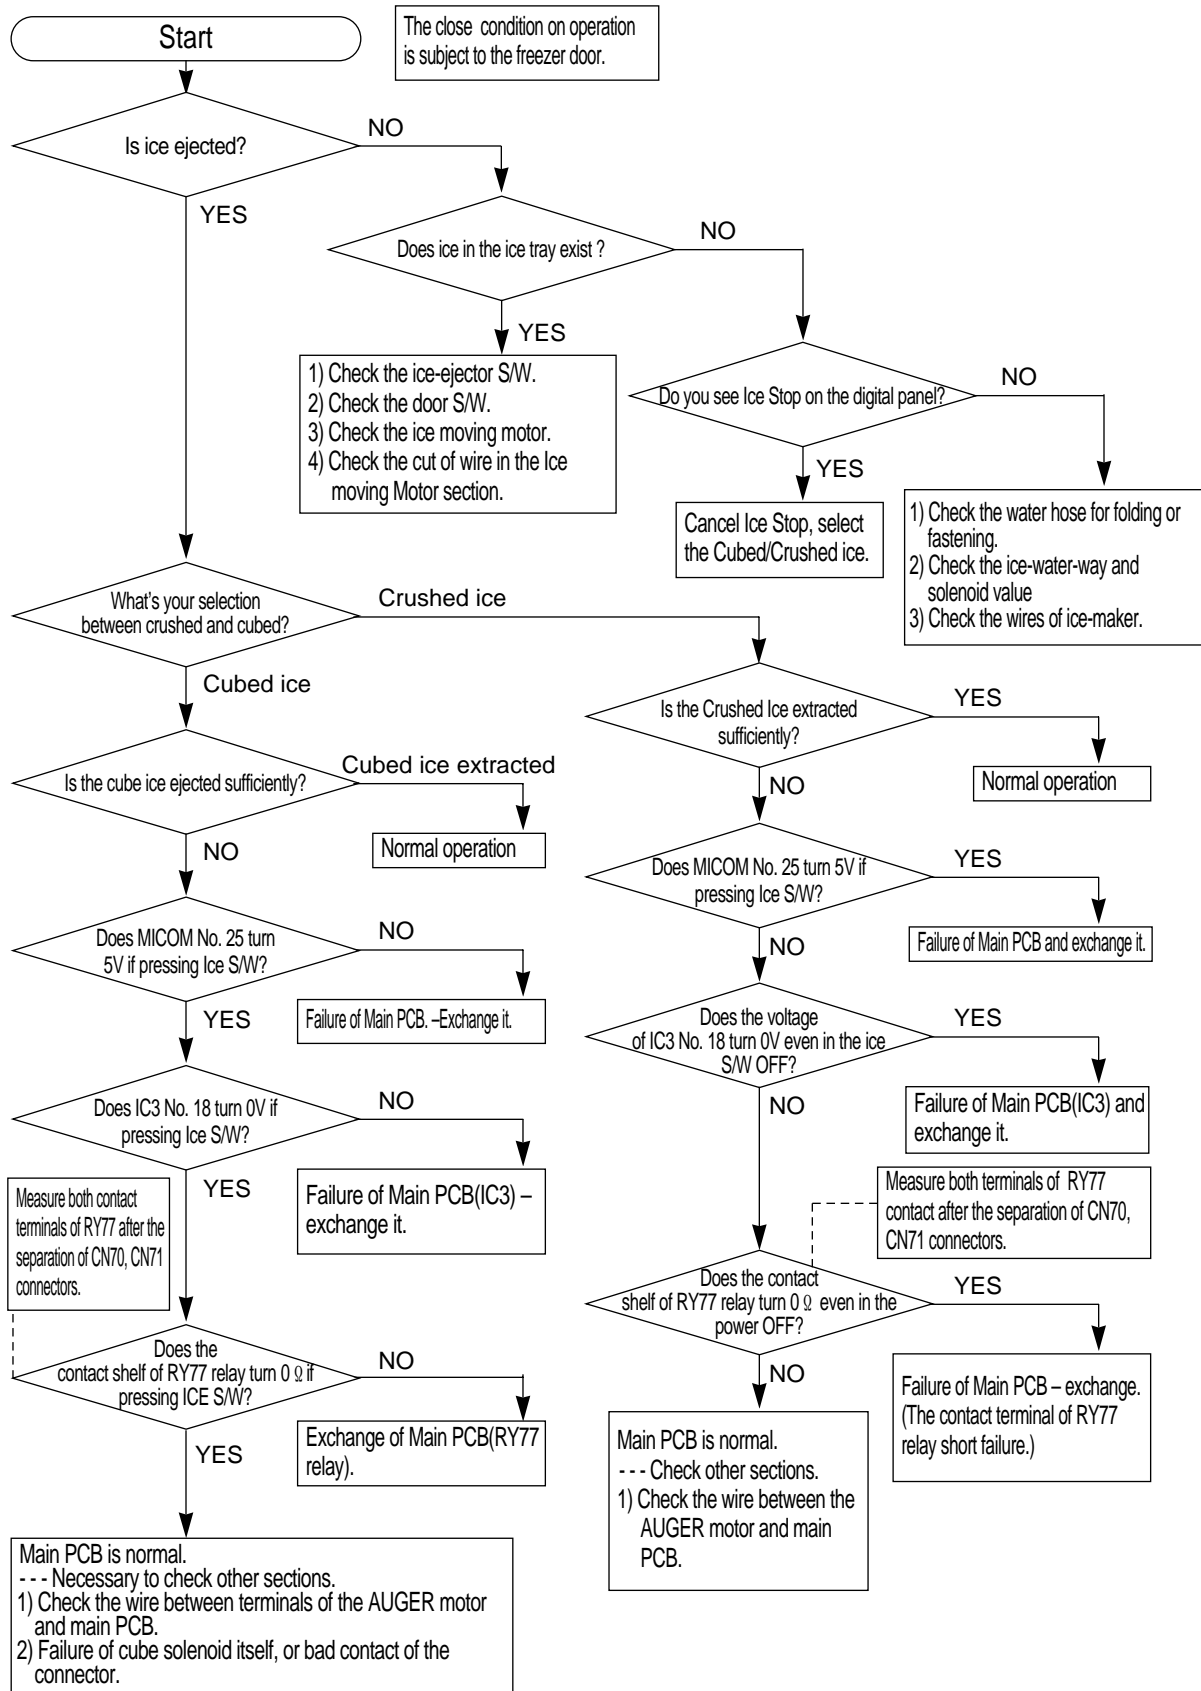 Start
The close condition on operation
is subject to the freezer door.
Is ice ejected?
NO
YES
Does ice in the ice tray exist ?
NO
YES
1) Check the ice-ejector S/W.
2) Check the door S/W.
3) Check the ice moving motor.
4) Check the cut of wire in the Ice
moving Motor section.
Do you see Ice Stop on the digital panel?
NO
YES
Cancel Ice Stop, select
the Cubed/Crushed ice.
1) Check the water hose for folding or
fastening.
2) Check the ice-water-way and
solenoid value
3) Check the wires of ice-maker.
What's your selection
between crushed and cubed?
Crushed ice
Cubed ice
Is the cube ice ejected sufficiently?
Cubed ice extracted
Normal operation
NO
Does MICOM No. 25 turn
5V if pressing Ice S/W?
NO
Failure of Main PCB. –Exchange it.
YES
Does IC3 No. 18 turn 0V if
pressing Ice S/W?
NO
Failure of Main PCB(IC3) –
exchange it.
YES
Measure both contact
terminals of RY77 after the
separation of CN70, CN71
connectors.
Does the
contact shelf of RY77 relay turn 0 Ω if
pressing ICE S/W?
NO
Exchange of Main PCB(RY77
relay).
YES
Main PCB is normal.
- - - Necessary to check other sections.
1) Check the wire between terminals of the AUGER motor
and main PCB.
2) Failure of cube solenoid itself, or bad contact of the
connector.
Is the Crushed Ice extracted
sufficiently?
YES
Normal operation
NO
Does MICOM No. 25 turn 5V if
pressing Ice S/W?
YES
Failure of Main PCB and exchange it.
NO
Does the voltage
of IC3 No. 18 turn 0V even in the ice
S/W OFF?
YES
Failure of Main PCB(IC3) and
exchange it.
NO
Measure both terminals of RY77
contact after the separation of CN70,
CN71 connectors.
Does the contact
shelf of RY77 relay turn 0 Ω even in the
power OFF?
YES
Failure of Main PCB – exchange.
(The contact terminal of RY77
relay short failure.)
NO
Main PCB is normal.
- - - Check other sections.
1) Check the wire between the
AUGER motor and main
PCB.